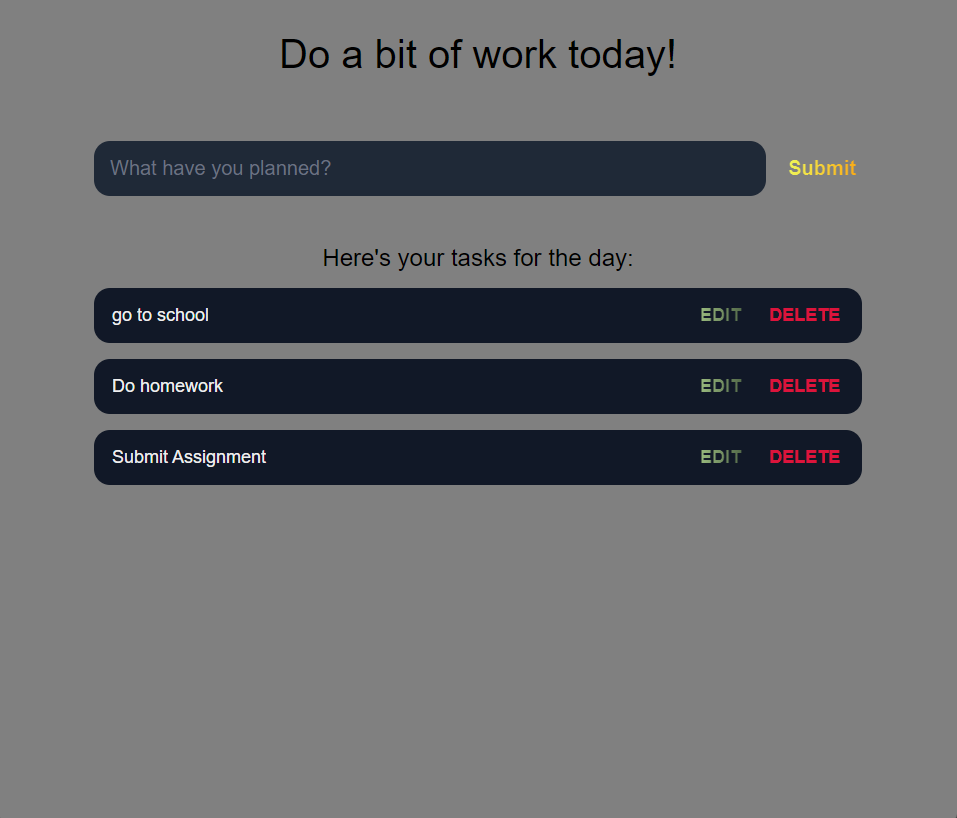 Do a bit of work today!
What have you planned? Submit
Here's your tasks for the day:
go to school EDIT DELETE
Do homework EDIT DELETE
Submit Assignment EDIT DELETE